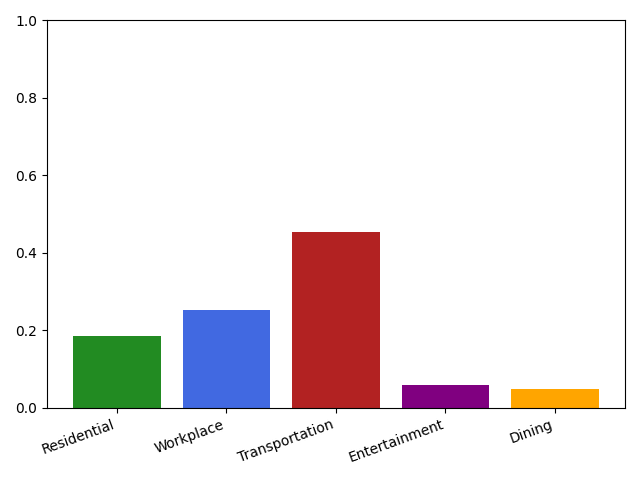 1.0
0.8
0.6
0.4
0.2
0.0
Residential
Workplace
Transportation
Entertainment
Dining